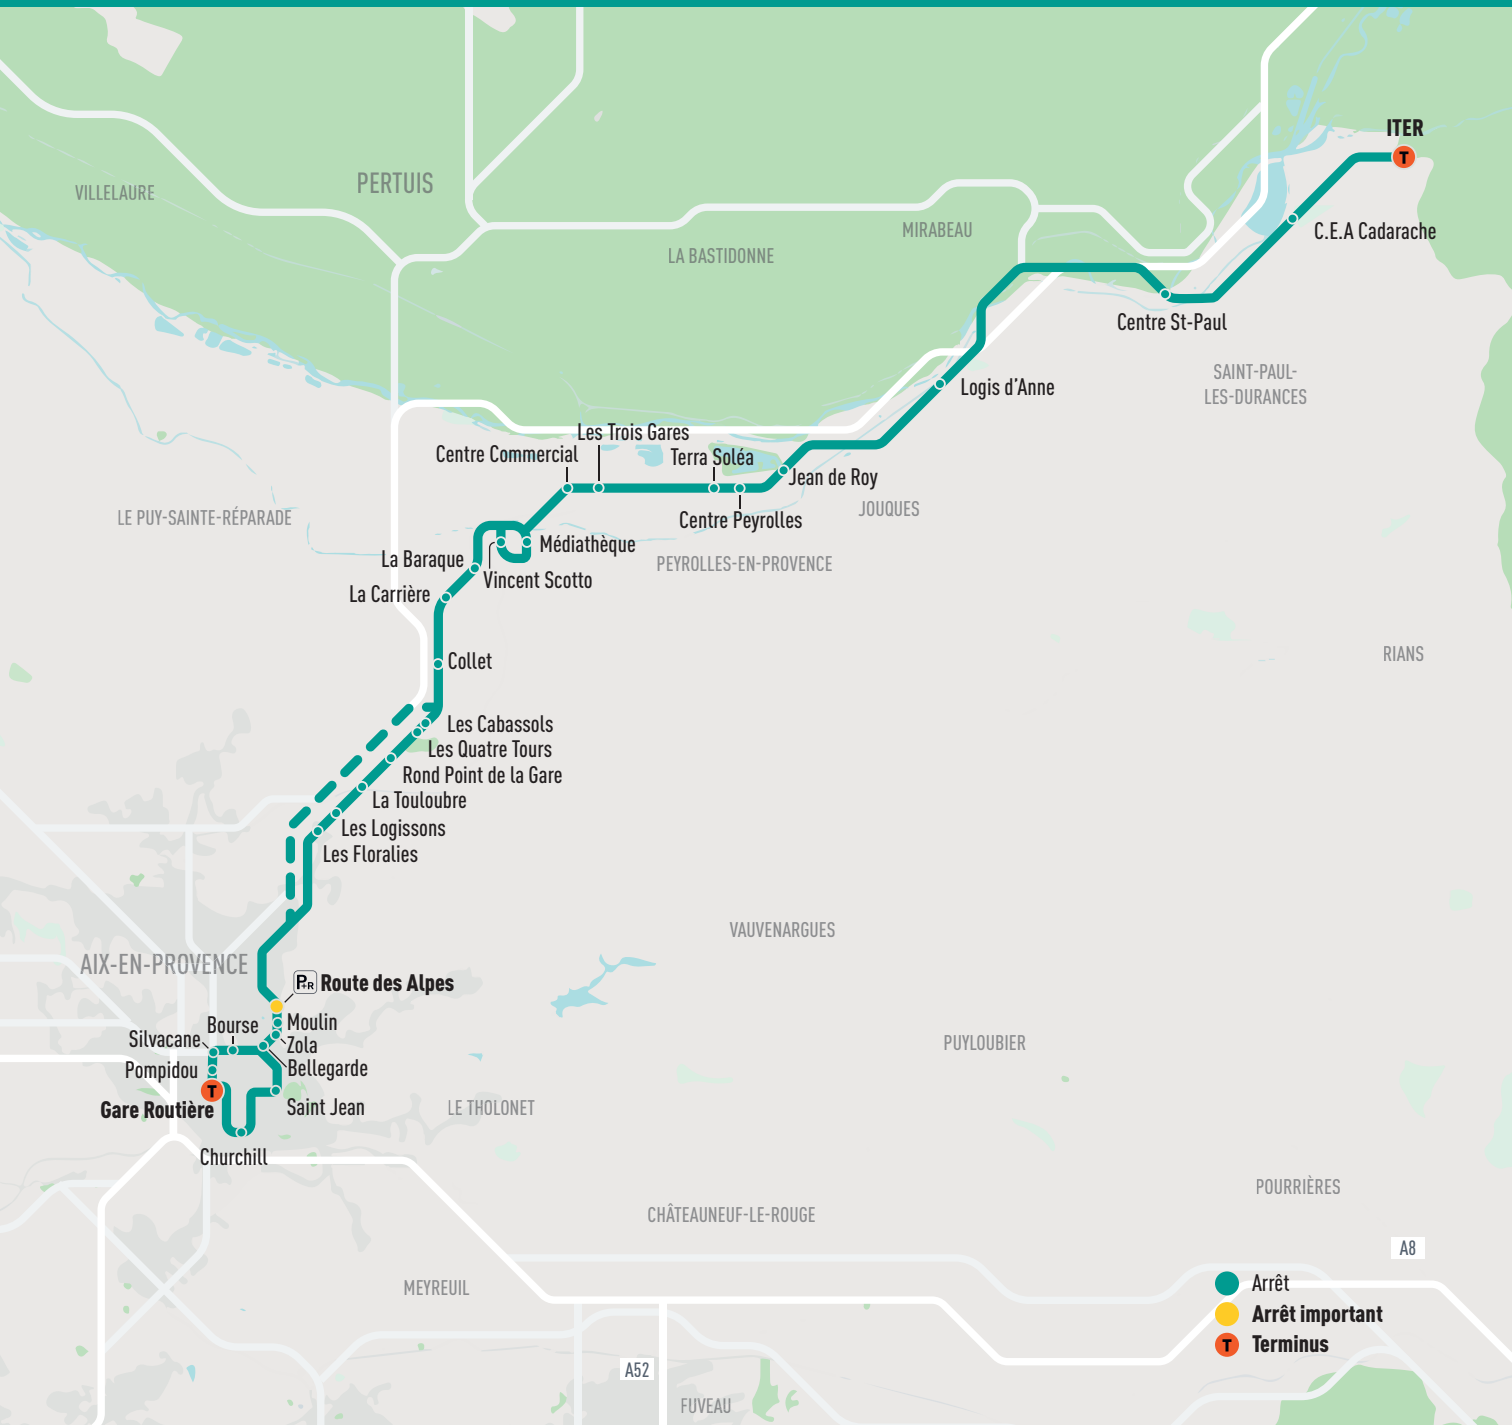 ITER
T
PERTUIS
VILLELAURE
MIRABEAU
C.E.A Cadarache
LA BASTIDONNE
Centre St-Paul
SAINT-PAUL-
LES-DURANCES
Logis d'Anne
Les Trois Gares
Centre Commercial
Terra Soléa
Jean de Roy
JOUQUES
LE PUY-SAINTE-RÉPARADE
Centre Peyrolles
Médiathèque
La Baraque
PEYROLLES-EN-PROVENCE
Vincent Scotto
La Carrière
Collet
RIANS
Les Cabassols
Les Quatre Tours
Rond Point de la Gare
La Touloubre
Les Logissons
Les Floralies
VAUVENARGUES
AIX-EN-PROVENCE
P+R Route des Alpes
Bourse
Moulin
Silvacane
Zola
PUYLOUBIER
Pompidou
Bellegarde
T
Gare Routière
Saint Jean
LE THOLONET
Churchill
POURRIÈRES
CHÂTEAUNEUF-LE-ROUGE
A8
MEYREUIL
Arrêt
Arrêt important
T Terminus
A52
FUVEAU